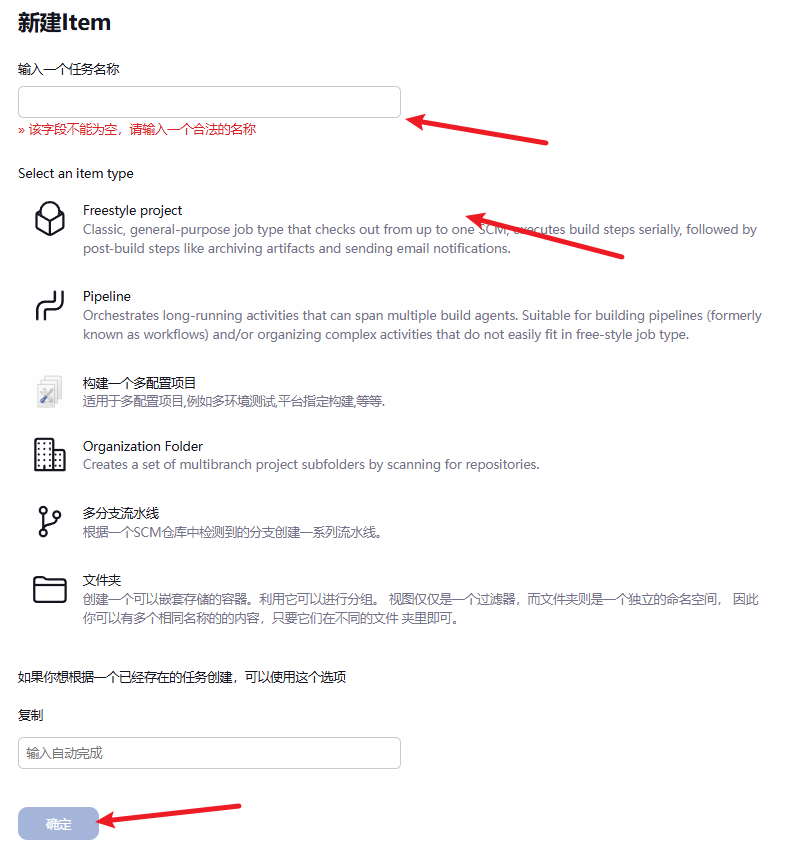 新建Item
输入一个任务名称
» 该字段不能为空，请输入一个合法的名称
Select an item type
Freestyle project
Classic, general-purpose job type that checks out from up to one SCM, executes build steps serially, followed by
post-build steps like archiving artifacts and sending email notifications.
Pipeline
Orchestrates long-running activities that can span multiple build agents. Suitable for building pipelines (formerly
known as workflows) and/or organizing complex activities that do not easily fit in free-style job type.
构建一个多配置项目
适用于多配置项目,例如多环境测试,平台指定构建,等等.
Organization Folder
Creates a set of multibranch project subfolders by scanning for repositories.
多分支流水线
根据一个SCM仓库中检测到的分支创建一系列流水线。
文件夹
创建一个可以嵌套存储的容器。利用它可以进行分组。 视图仅仅是一个过滤器，而文件夹则是一个独立的命名空间， 因此
你可以有多个相同名称的的内容，只要它们在不同的文件 夹里即可。
如果你想根据一个已经存在的任务创建，可以使用这个选项
复制
输入自动完成
确定